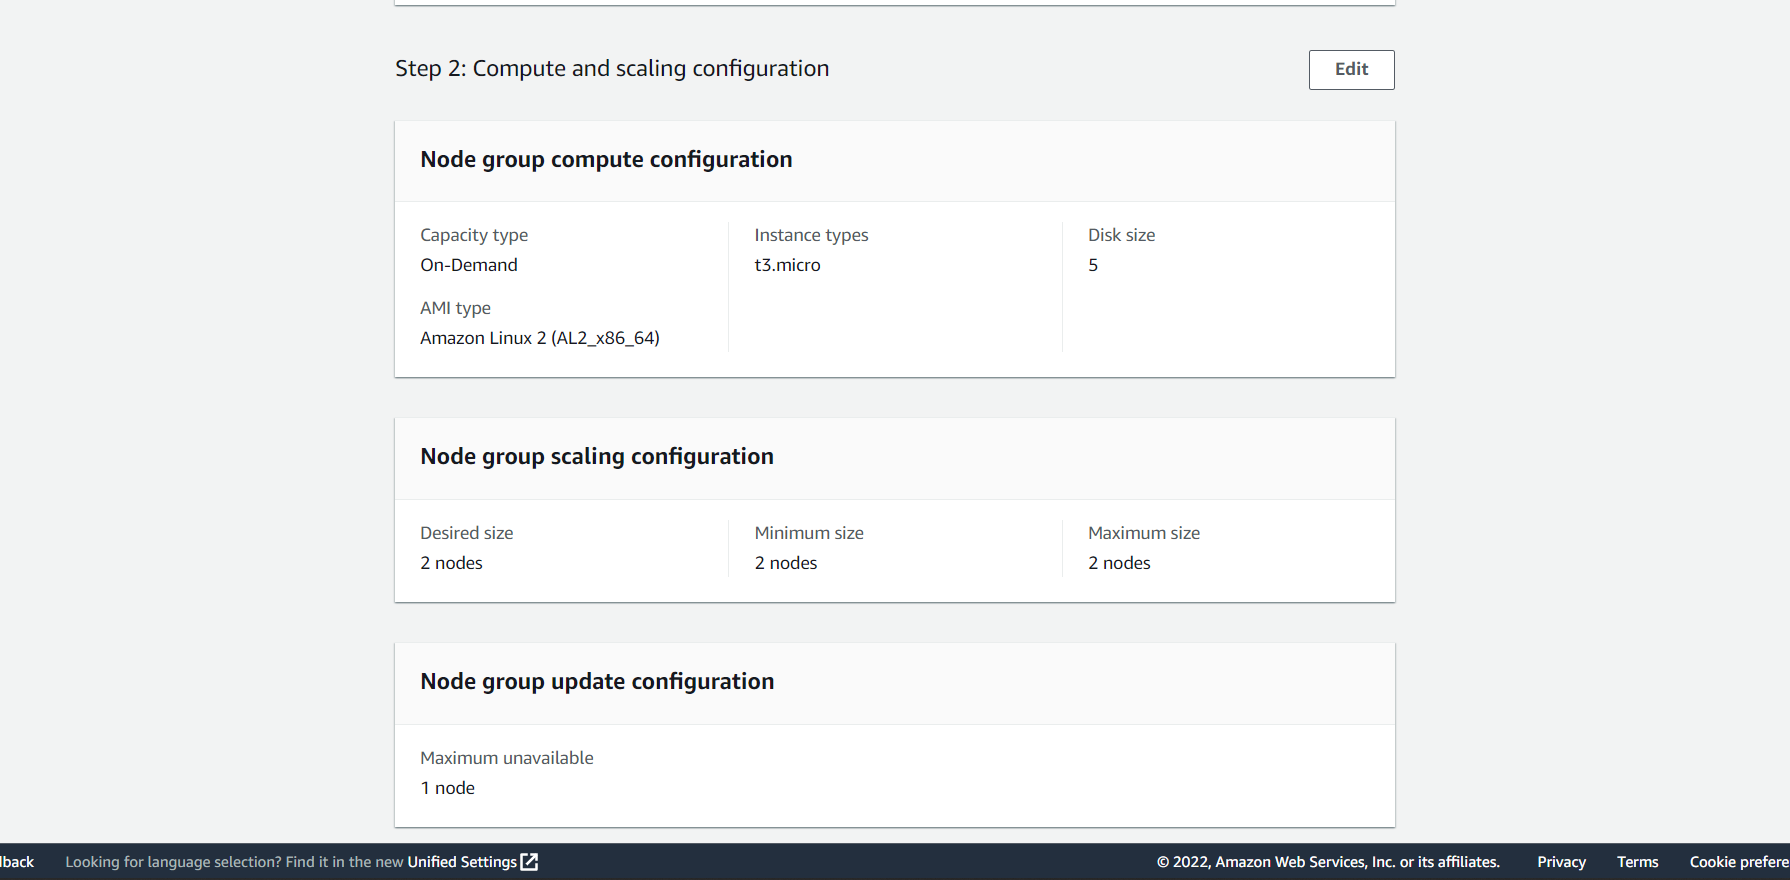 Step 2: Compute and scaling configuration
Edit
Node group compute configuration
Capacity type
On-Demand
AMI type
Amazon Linux 2 (AL2_x86_64)
Instance types
t3.micro
Disk size
5
Node group scaling configuration
Desired size
2 nodes
Minimum size
2 nodes
Maximum size
2 nodes
Node group update configuration
Maximum unavailable
1 node
lback Looking for language selection? Find it in the new Unified Settings © 2022, Amazon Web Services, Inc. or its affiliates. Privacy Terms Cookie prefere